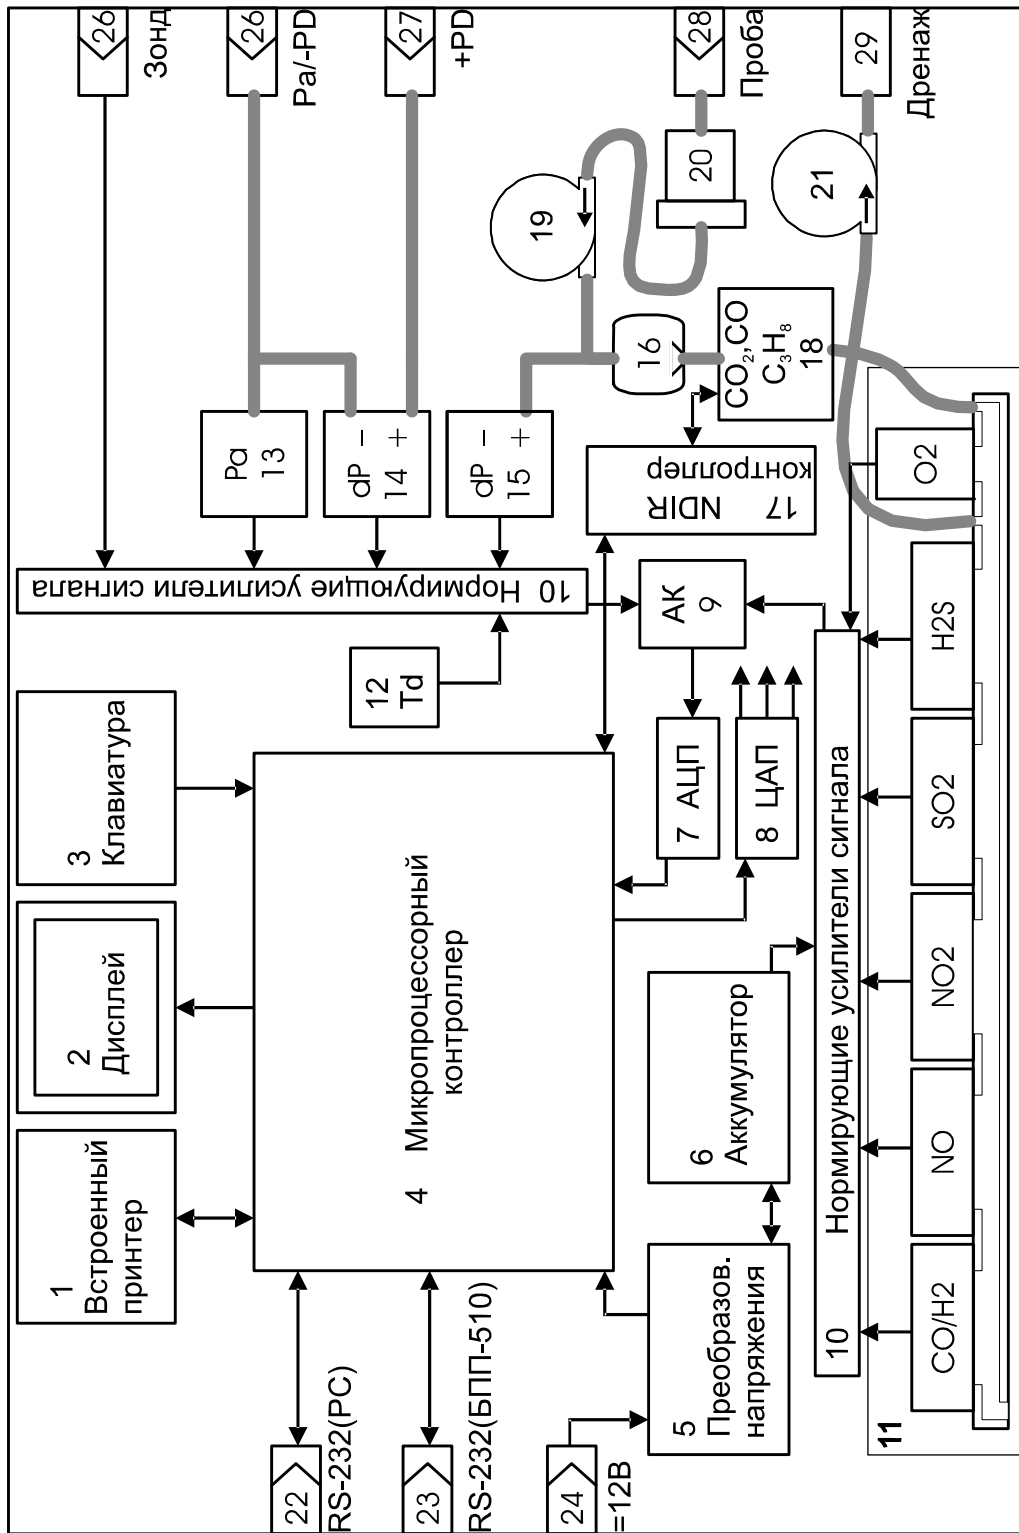 26
Зонд
26
Pa/-PD
27
+PD
28
Проба
29
Дренаж
19
20
21
Pa
13
dP –
14 +
dP –
15 +
16
CO₂,CO
C₃H₈
18
17 NDIR
контроллер
O2
10 Нормирующие усилители сигнала
12
Td
АК
9
3
Клавиатура
2
Дисплей
1
Встроенный
принтер
4 Микропроцессорный
контроллер
7 АЦП
8 ЦАП
6
Аккумулятор
5
Преобразов.
напряжения
10 Нормирующие усилители сигнала
H2S
SO2
NO2
NO
CO/H2
11
22
RS-232(PC)
23
RS-232(БПП-510)
24
=12В